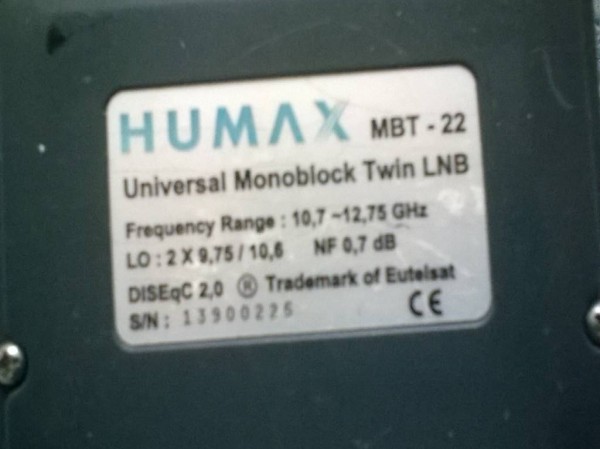 HUMAX MBT - 22
Universal Monoblock Twin LNB
Frequency Range : 10,7 ~12,75 GHz
LO : 2 X 9,75 / 10,6 NF 0,7 dB
DISEqC 2,0 ® Trademark of Eutelsat
S/N : 13900225 CE